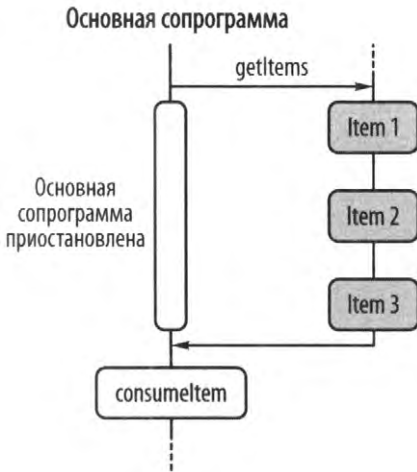 Основная сопрограмма
getItems
Item 1
Основная
сопрограмма
приостановлена
Item 2
Item 3
consumeItem